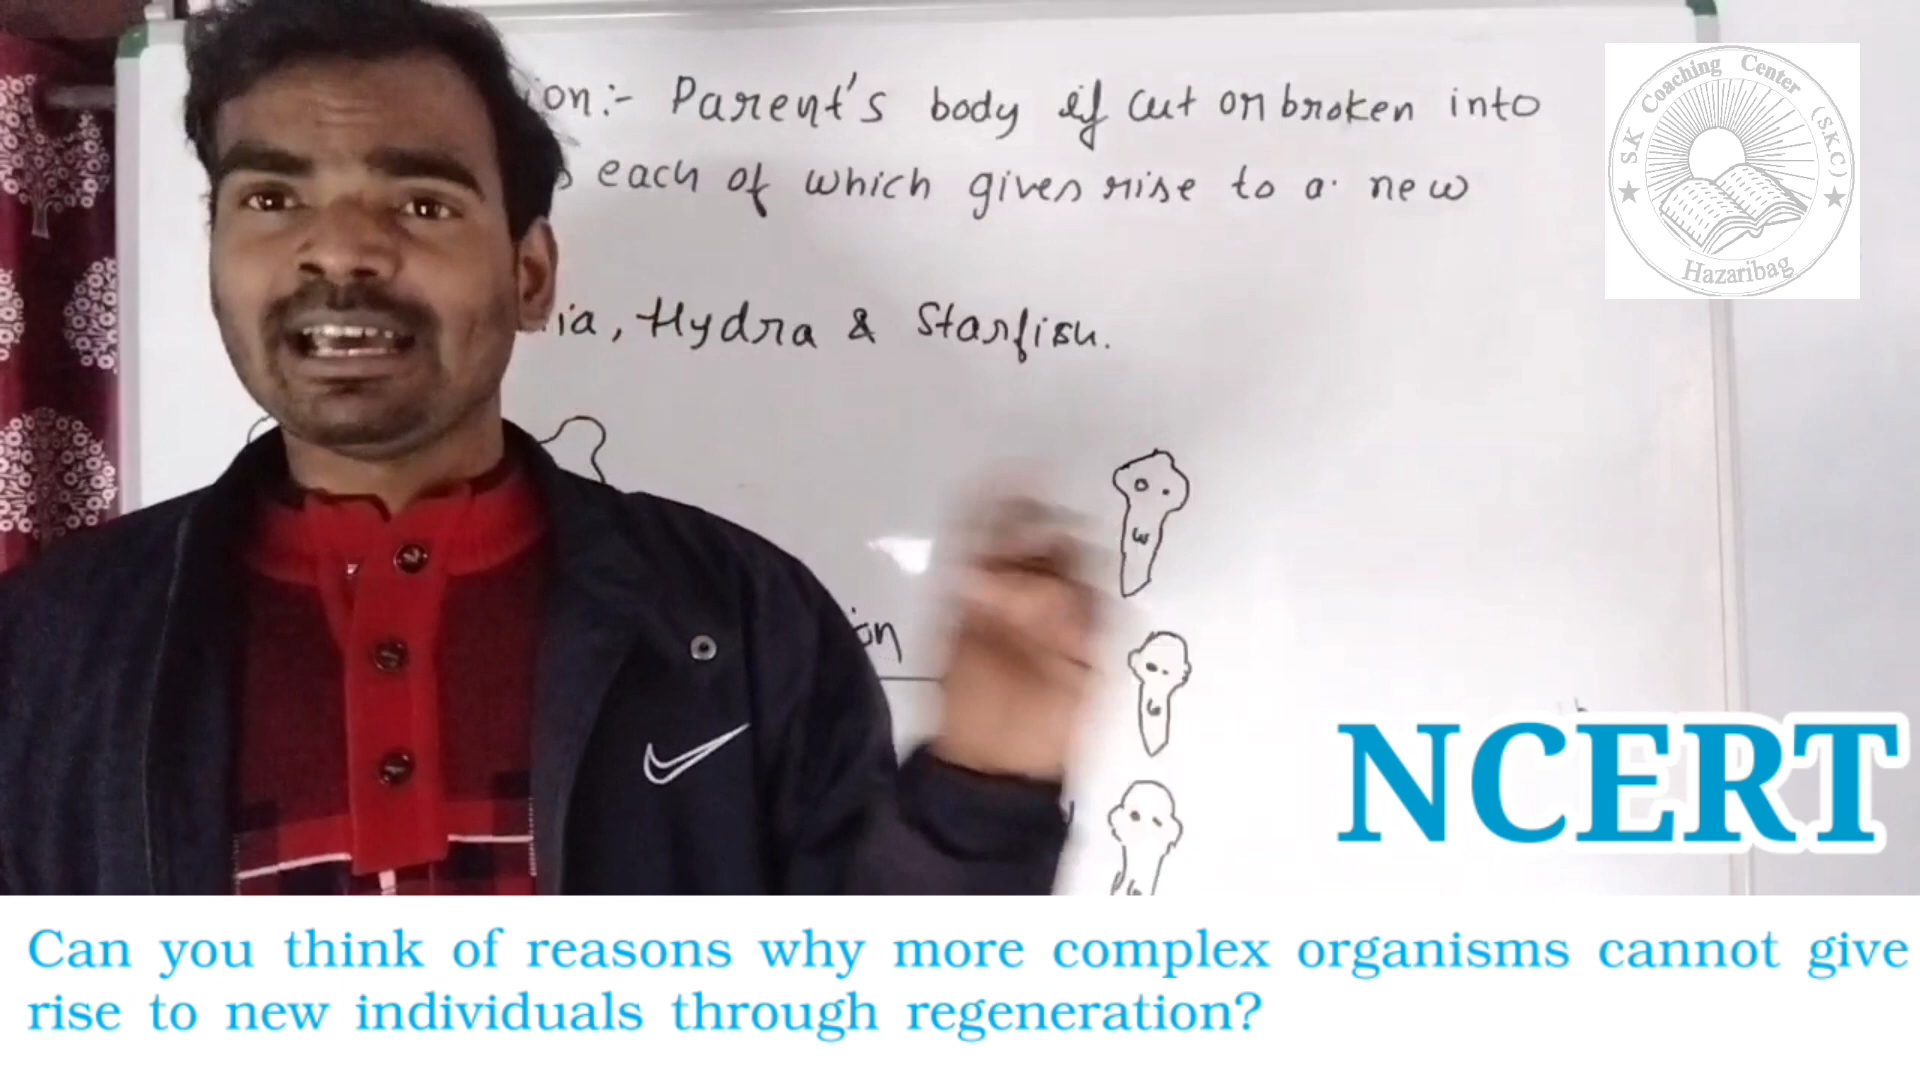 on:- Parent's body if cut or broken into
each of which gives rise to a new
ia, Hydra & Starfish.
on
S.K Coaching Center (S.K.C)
Hazaribag
NCERT
Can you think of reasons why more complex organisms cannot give
rise to new individuals through regeneration?